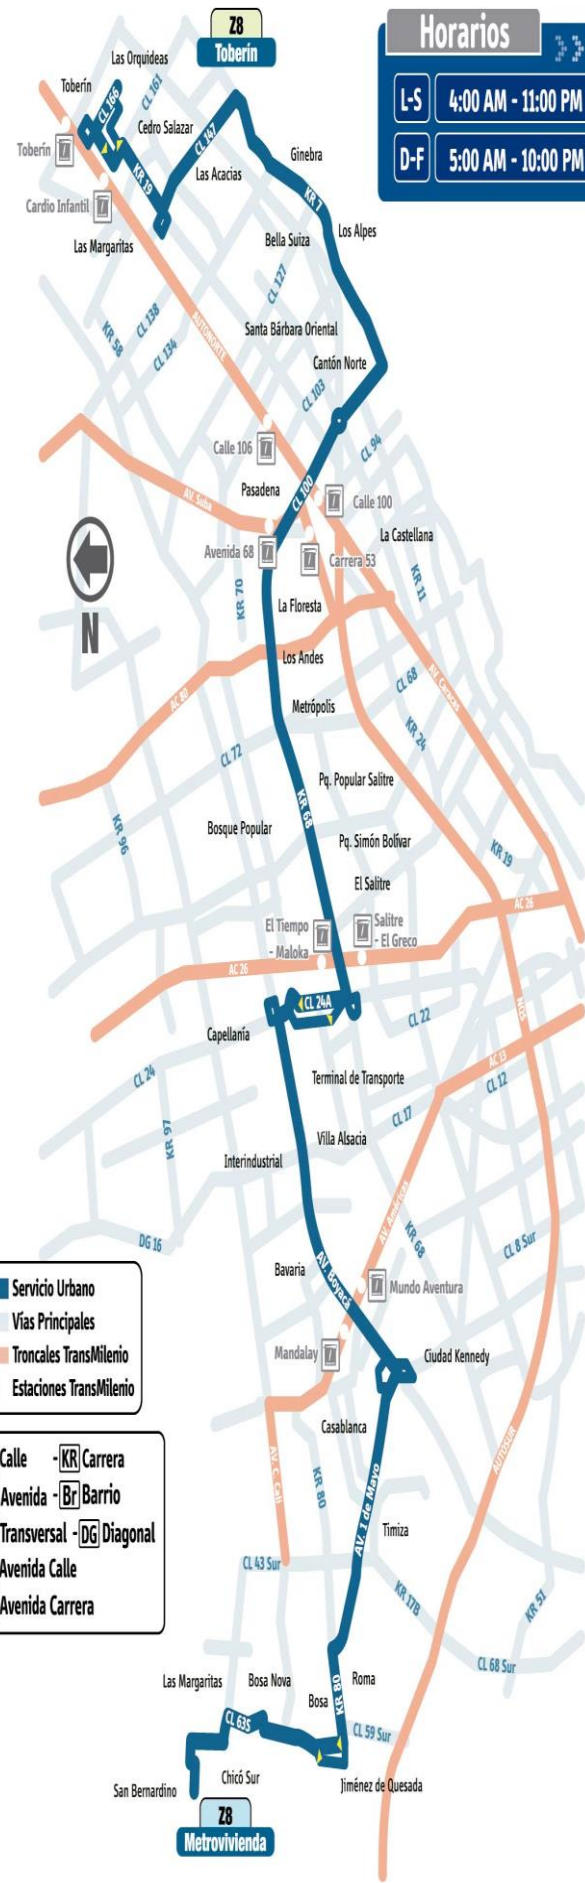 Z8
Toberín
Horarios
L-S 4:00 AM - 11:00 PM
D-F 5:00 AM - 10:00 PM
Las Orquideas
Toberín
CL 166
CL 161
Cedro Salazar
CL 147
Toberín
KR 19
Las Acacias
Ginebra
KR 7
Cardio Infantil
Las Margaritas
Bella Suiza
Los Alpes
CL 127
CL 138
KR 58
CL 134
AUTONORTE
Santa Bárbara Oriental
Cantón Norte
CL 103
CL 94
Calle 106
Pasadena
CL 100
Calle 100
AV. Suba
La Castellana
Avenida 68
Carrera 53
N
KR 70
KR 11
La Floresta
Los Andes
CL 68
AV. Caracas
AC 80
Metrópolis
KR 24
CL 72
Pq. Popular Salitre
KR 68
KR 96
Bosque Popular
Pq. Simón Bolívar
KR 19
El Salitre
AC 26
El Tiempo
- Maloka
Salitre
- El Greco
AC 26
CL 24A
NQS
Capellanía
CL 22
AC 13
CL 24
Terminal de Transporte
CL 12
CL 17
KR 97
Villa Alsacia
Interindustrial
AV. Américas
KR 68
DG 16
CL 8 Sur
Bavaria
AV. Boyacá
Mundo Aventura
Servicio Urbano
Vías Principales
Troncales TransMilenio
Estaciones TransMilenio
Mandalay
Ciudad Kennedy
Casablanca
AV. C. Cali
KR 80
AUTOSUR
Calle - KR Carrera
Avenida - Br Barrio
Transversal - DG Diagonal
Avenida Calle
Avenida Carrera
AV. 1 de Mayo
Timiza
CL 43 Sur
KR 17B
KR 51
CL 68 Sur
Las Margaritas
Bosa Nova
Roma
KR 80
Bosa
CL 63S
CL 59 Sur
Chicó Sur
Jiménez de Quesada
San Bernardino
Z8
Metrovivienda